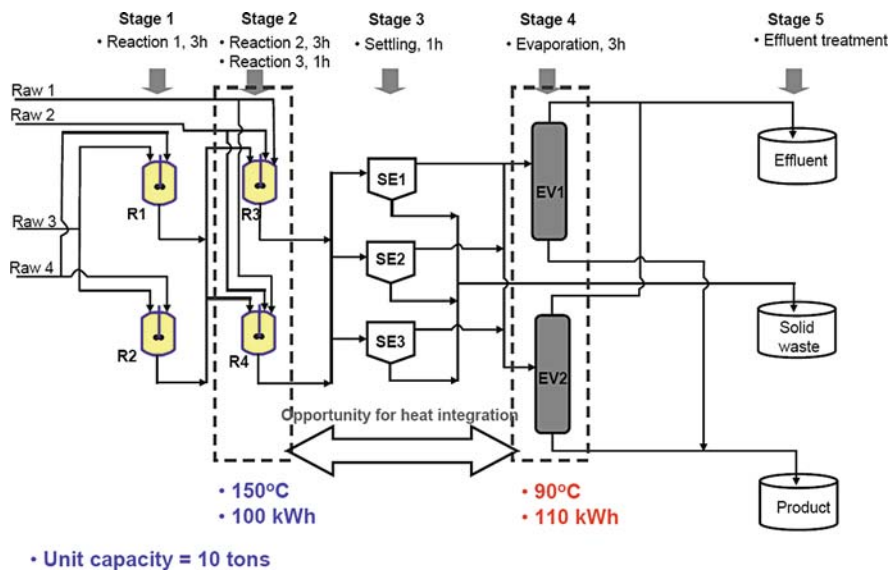 Stage 1
• Reaction 1, 3h
Stage 2
• Reaction 2, 3h
• Reaction 3, 1h
Stage 3
• Settling, 1h
Stage 4
• Evaporation, 3h
Stage 5
• Effluent treatment
Raw 1
Raw 2
Raw 3
Raw 4
R1
R2
R3
R4
SE1
SE2
SE3
EV1
EV2
Effluent
Solid
waste
Product
Opportunity for heat integration
• 150°C
• 100 kWh
• 90°C
• 110 kWh
• Unit capacity = 10 tons